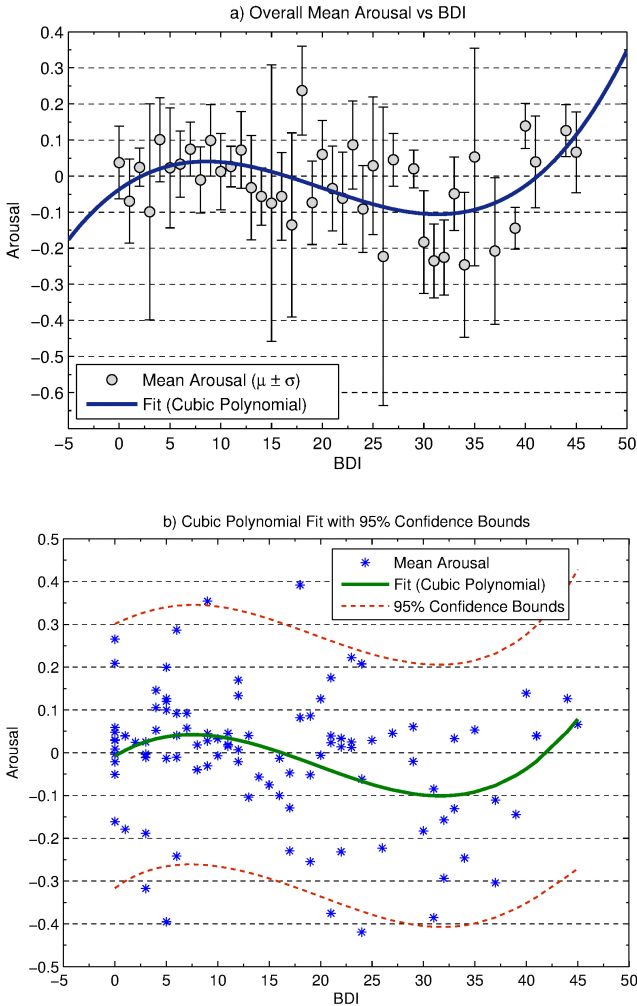 a) Overall Mean Arousal vs BDI
0.4
0.3
0.2
0.1
0
−0.1
−0.2
−0.3
−0.4
−0.5
−0.6
Arousal
Mean Arousal (μ ± σ)
Fit (Cubic Polynomial)
−5 0 5 10 15 20 25 30 35 40 45 50
BDI
b) Cubic Polynomial Fit with 95% Confidence Bounds
0.5
0.4
0.3
0.2
0.1
0
−0.1
−0.2
−0.3
−0.4
−0.5
Arousal
Mean Arousal
Fit (Cubic Polynomial)
95% Confidence Bounds
−5 0 5 10 15 20 25 30 35 40 45 50
BDI